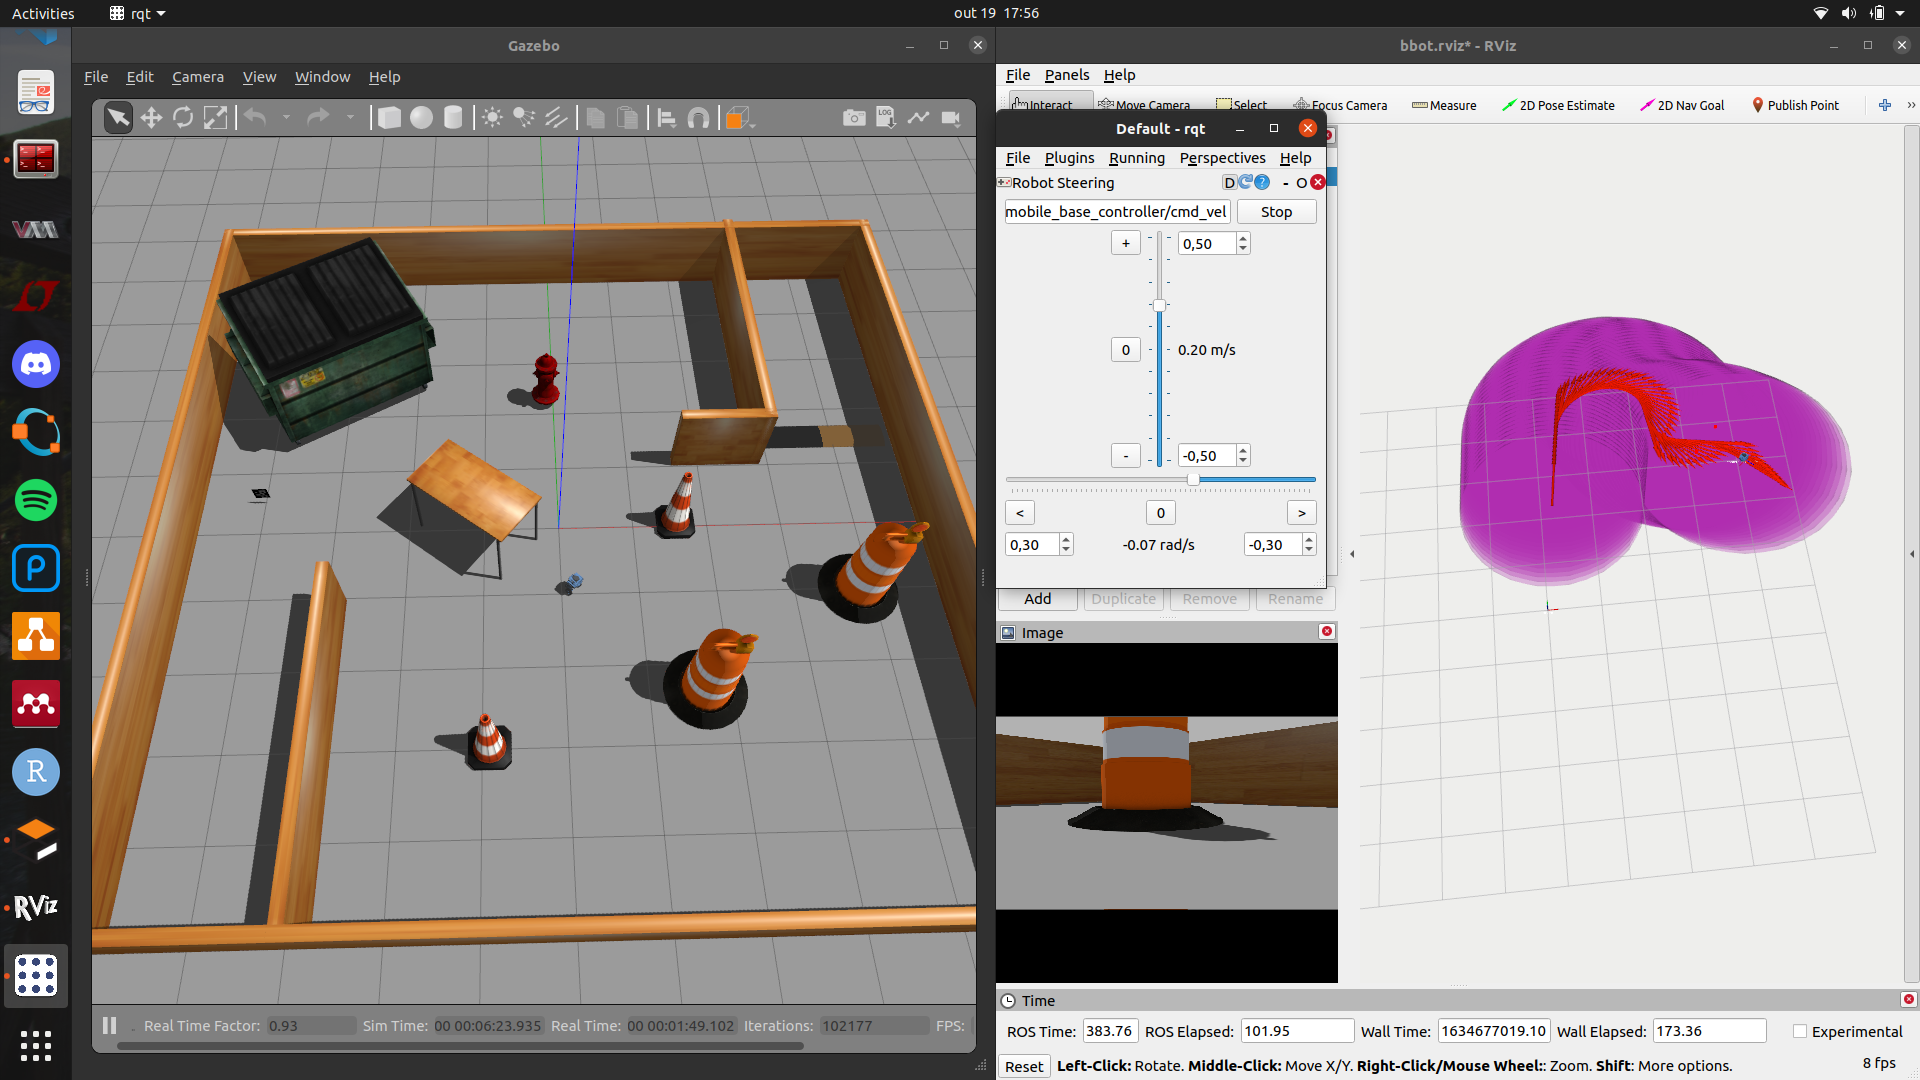 Activities
rqt
out 19 17:56
Gazebo
File Edit Camera View Window Help
LOG
Real Time Factor: 0.93 Sim Time: 00 00:06:23.935 Real Time: 00 00:01:49.102 Iterations: 102177 FPS:
bbot.rviz* - RViz
File Panels Help
Interact Move Camera Select Focus Camera Measure 2D Pose Estimate 2D Nav Goal Publish Point
Default - rqt
File Plugins Running Perspectives Help
Robot Steering
D ? - O
mobile_base_controller/cmd_vel Stop
+ 0,50
0 0.20 m/s
- -0,50
< 0 >
0,30 -0.07 rad/s -0,30
Add Duplicate Remove Rename
Image
Time
ROS Time: 383.76 ROS Elapsed: 101.95 Wall Time: 1634677019.10 Wall Elapsed: 173.36 Experimental
Reset Left-Click: Rotate. Middle-Click: Move X/Y. Right-Click/Mouse Wheel:: Zoom. Shift: More options. 8 fps
P
R
RViz